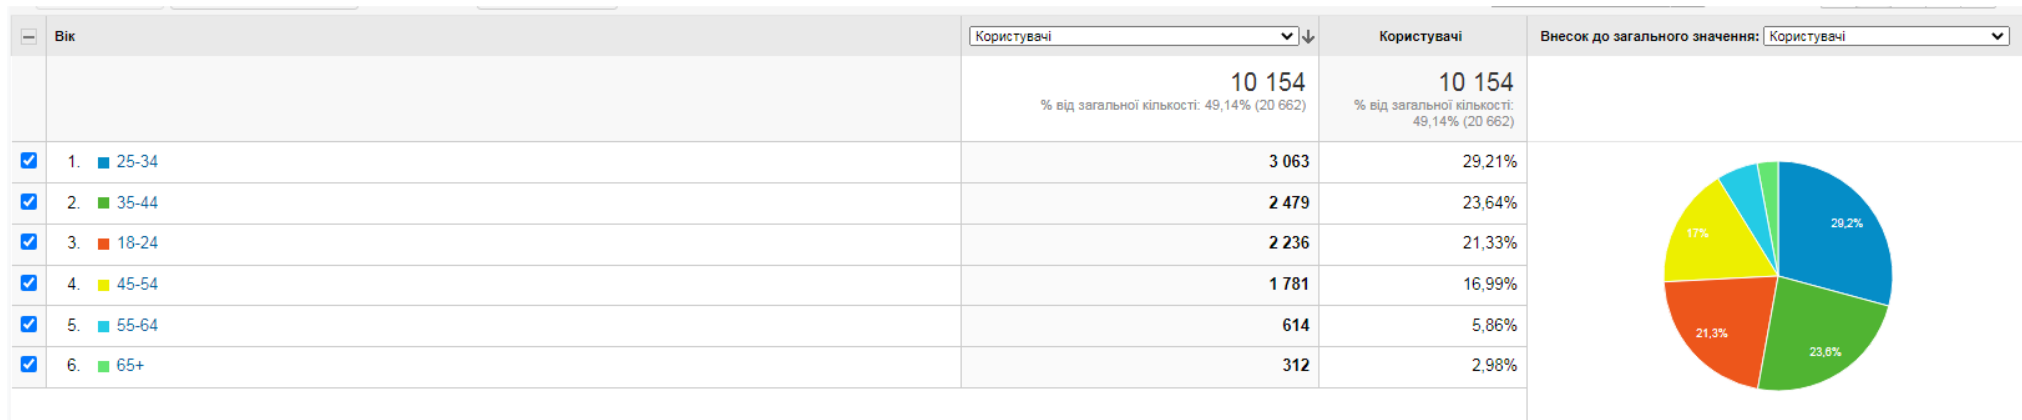 Вік Користувачі Користувачі Внесок до загального значення: Користувачі
10 154 10 154
% від загальної кількості: 49,14% (20 662) % від загальної кількості:
49,14% (20 662)
1. 25-34 3 063 29,21%
2. 35-44 2 479 23,64%
3. 18-24 2 236 21,33%
4. 45-54 1 781 16,99%
5. 55-64 614 5,86%
6. 65+ 312 2,98%
29,2%
17%
21,3%
23,6%